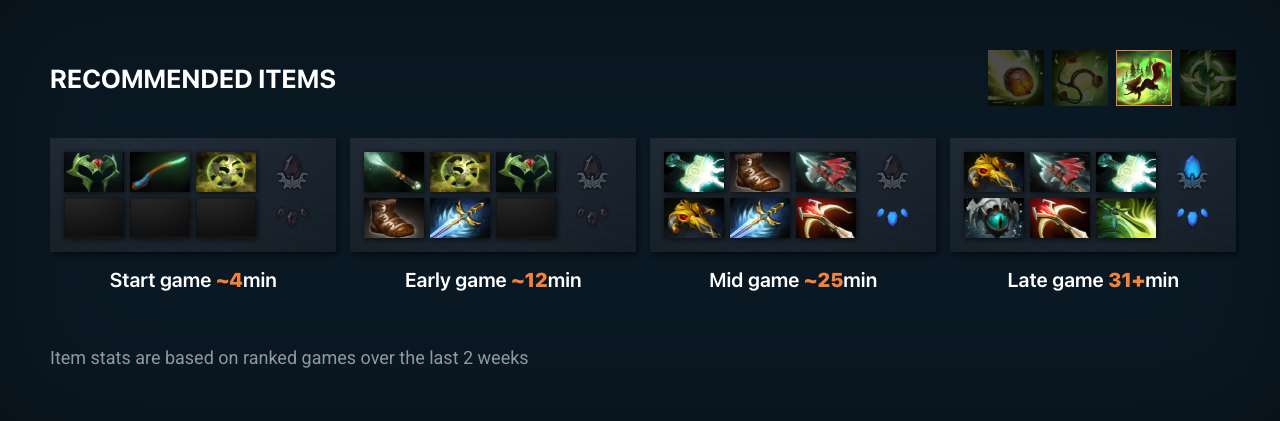 RECOMMENDED ITEMS
Start game ~4min
Early game ~12min
Mid game ~25min
Late game 31+min
Item stats are based on ranked games over the last 2 weeks